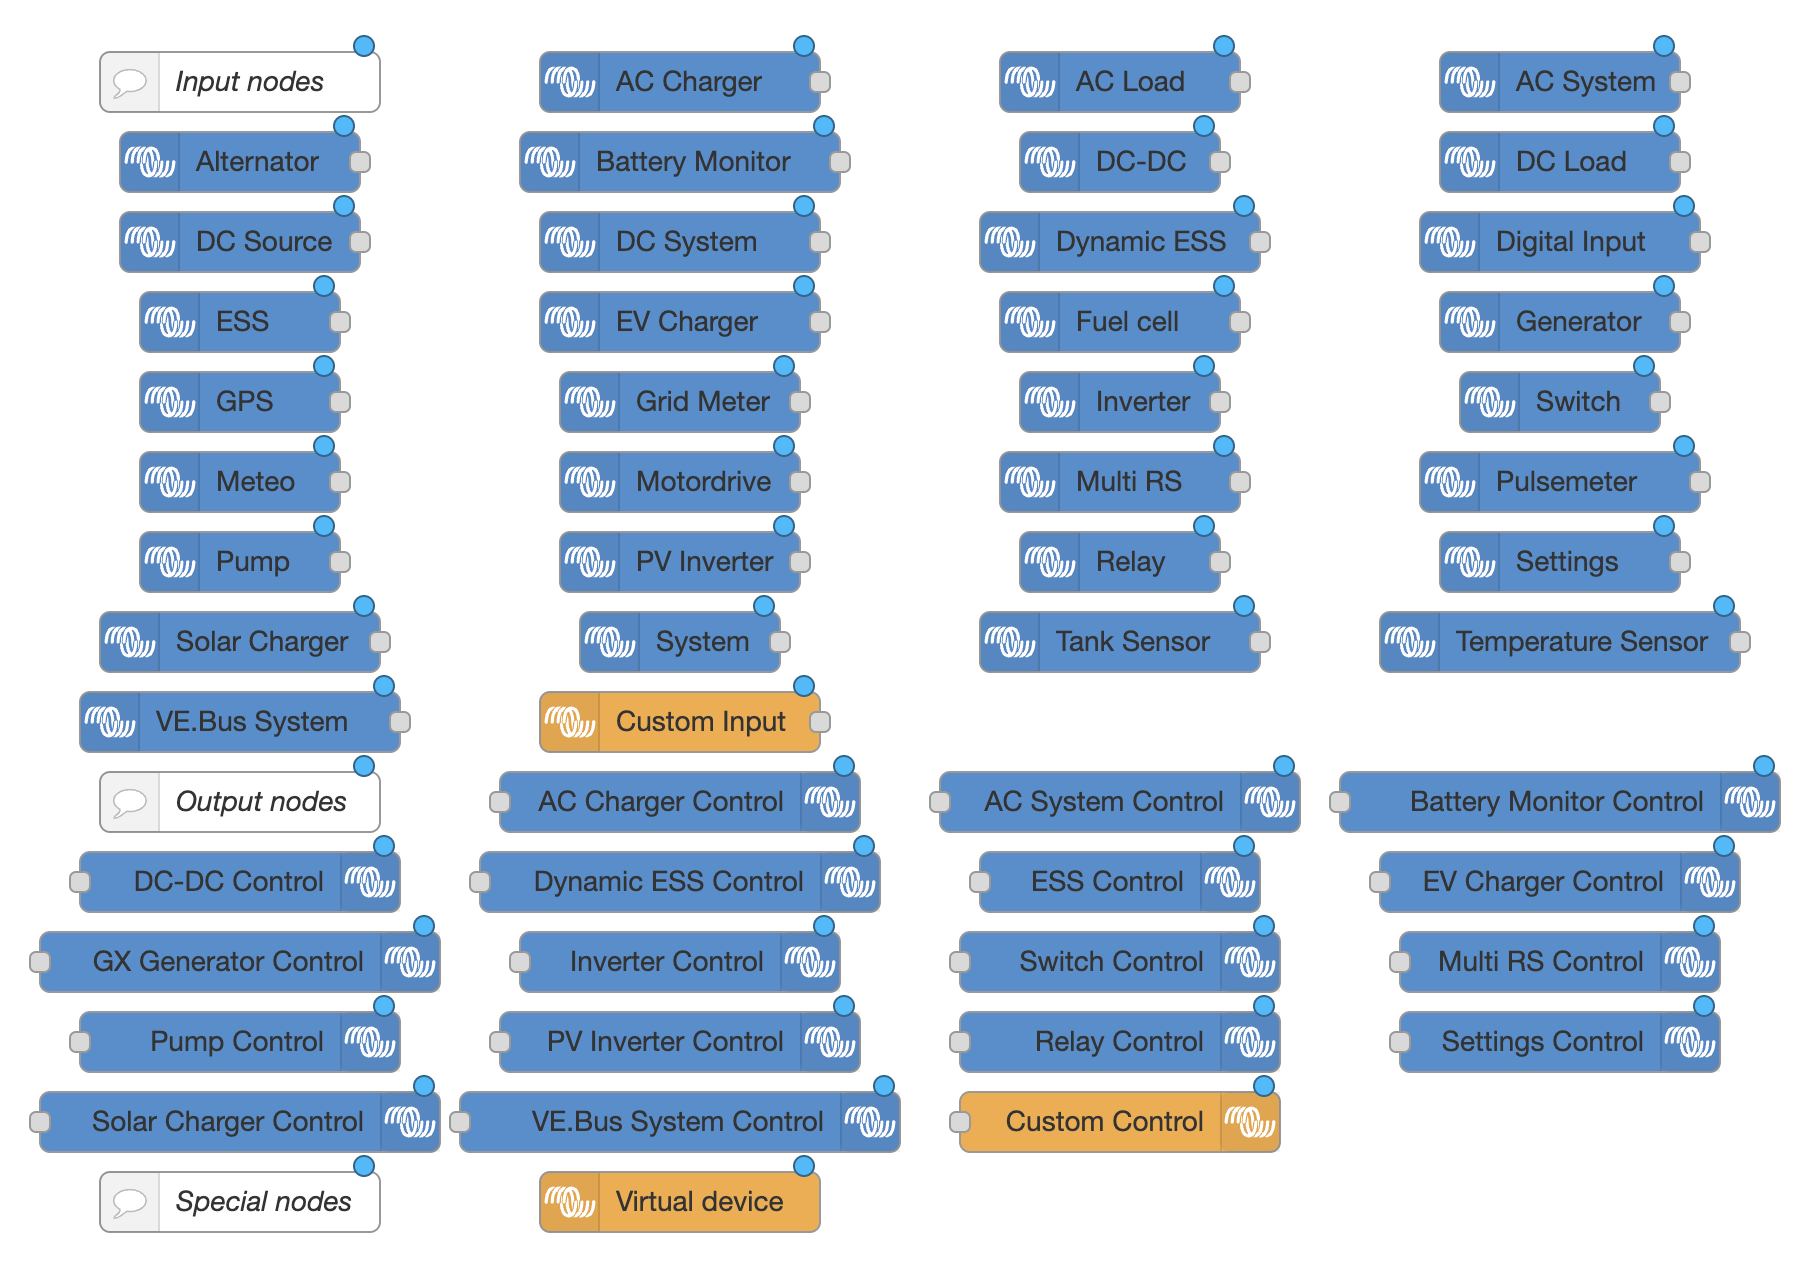 Input nodes
AC Charger
AC Load
AC System
Alternator
Battery Monitor
DC-DC
DC Load
DC Source
DC System
Dynamic ESS
Digital Input
ESS
EV Charger
Fuel cell
Generator
GPS
Grid Meter
Inverter
Switch
Meteo
Motordrive
Multi RS
Pulsemeter
Pump
PV Inverter
Relay
Settings
Solar Charger
System
Tank Sensor
Temperature Sensor
VE.Bus System
Custom Input
Output nodes
AC Charger Control
AC System Control
Battery Monitor Control
DC-DC Control
Dynamic ESS Control
ESS Control
EV Charger Control
GX Generator Control
Inverter Control
Switch Control
Multi RS Control
Pump Control
PV Inverter Control
Relay Control
Settings Control
Solar Charger Control
VE.Bus System Control
Custom Control
Special nodes
Virtual device